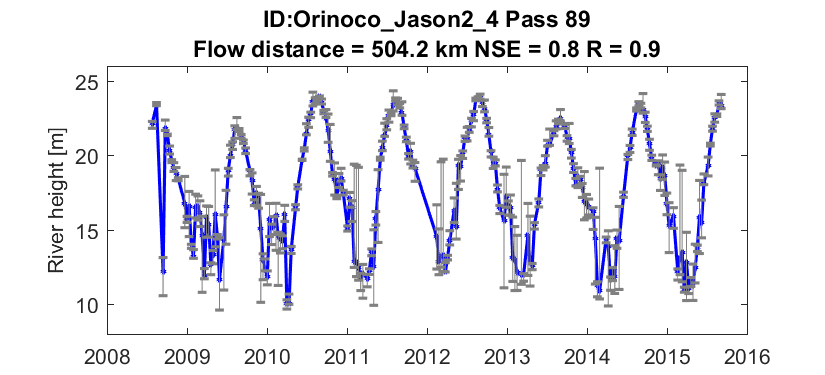 ID:Orinoco_Jason2_4 Pass 89
Flow distance = 504.2 km NSE = 0.8 R = 0.9
River height [m]
25
20
15
10
2008 2009 2010 2011 2012 2013 2014 2015 2016